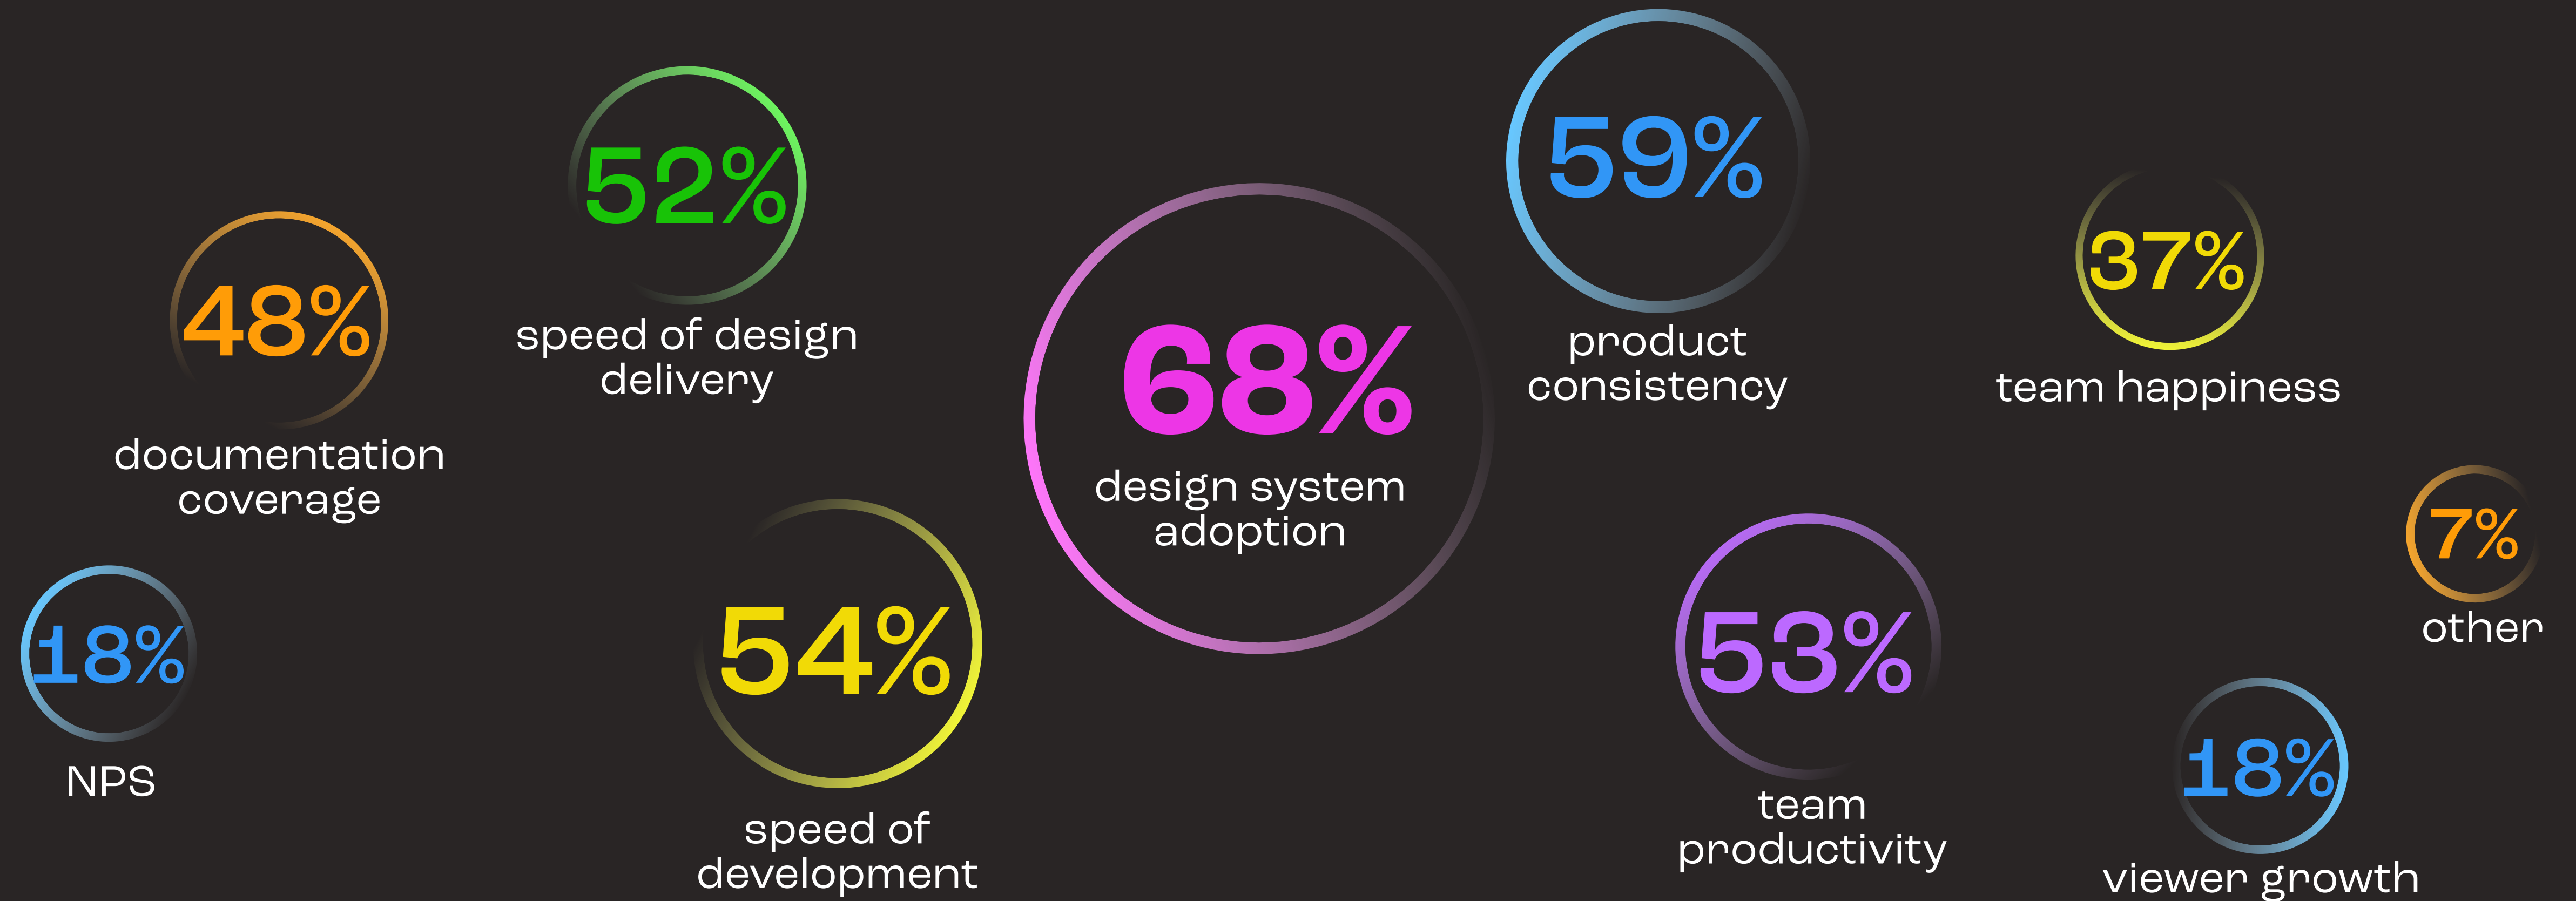 48%
documentation
coverage
18%
NPS
52%
speed of design
delivery
54%
speed of
development
68%
design system
adoption
59%
product
consistency
53%
team
productivity
37%
team happiness
7%
other
18%
viewer growth